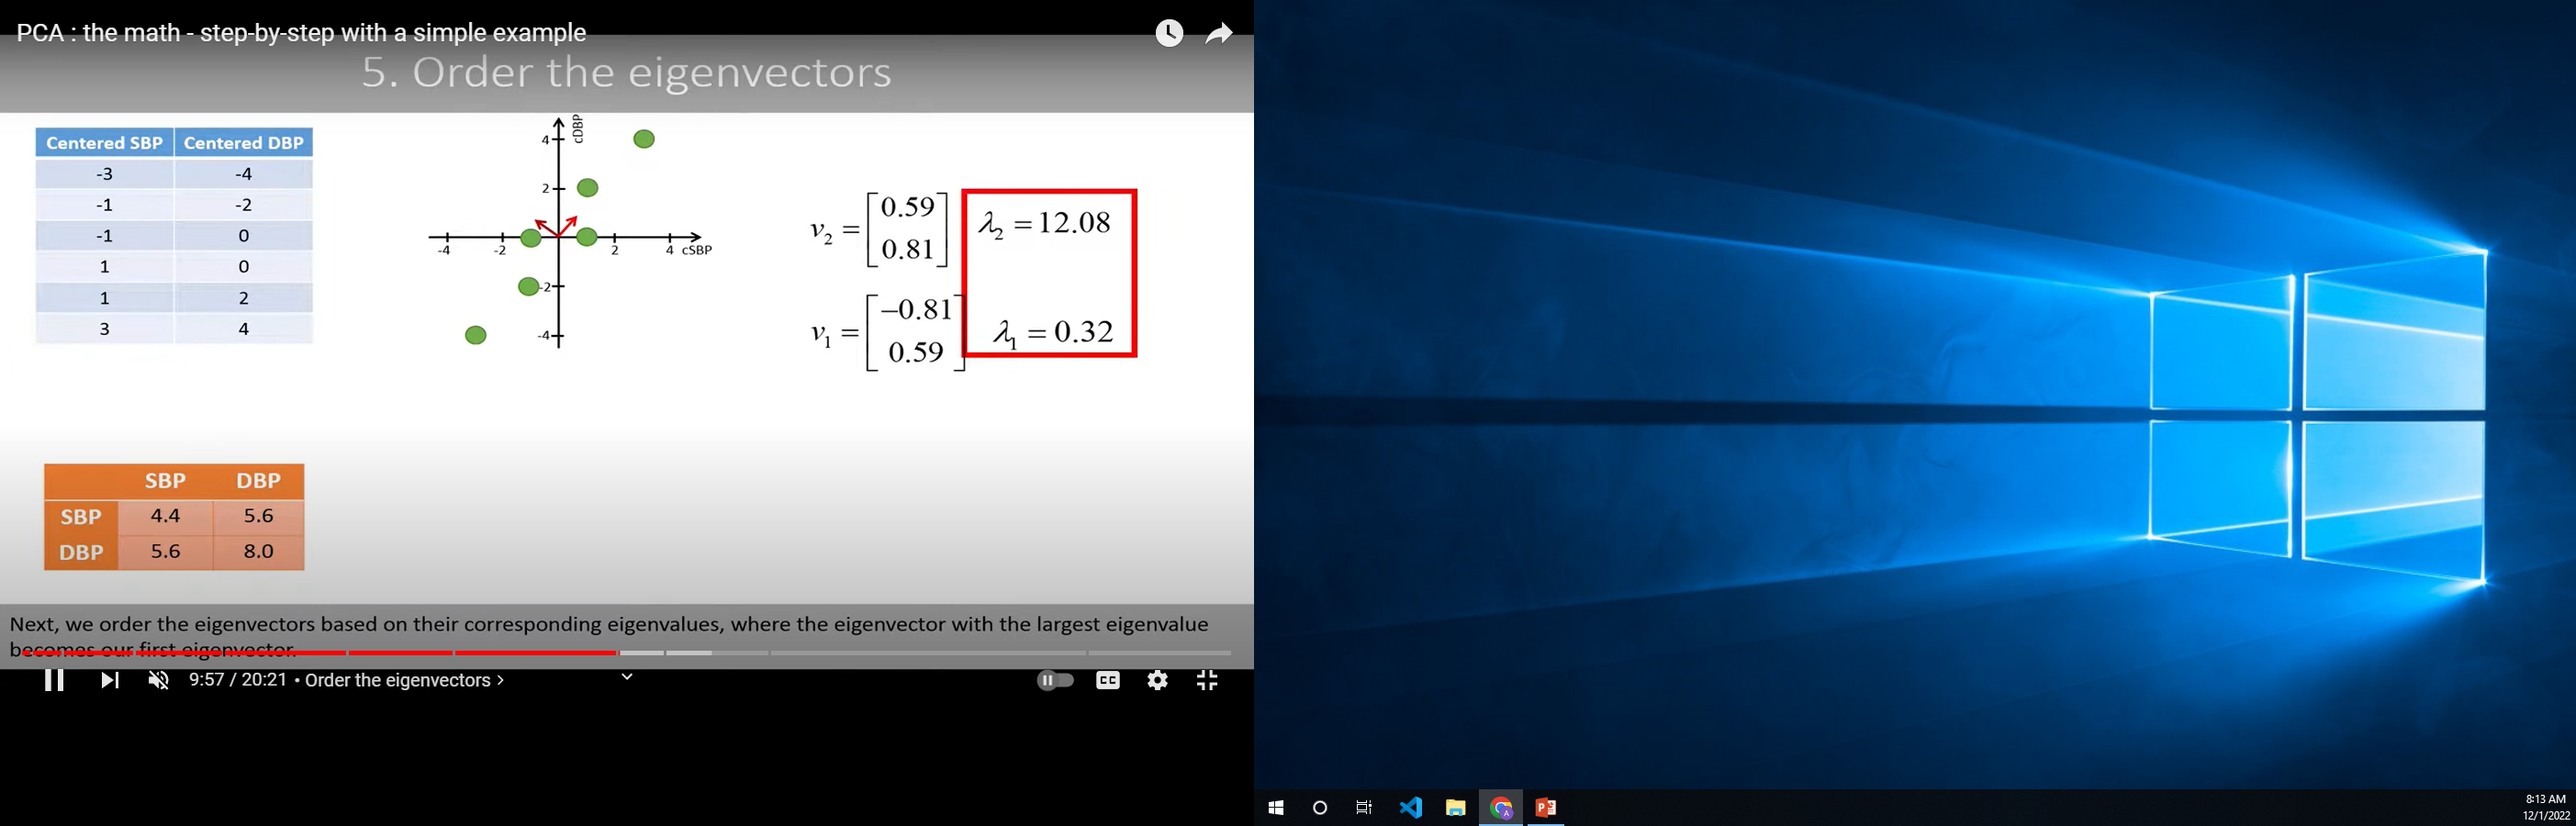 PCA : the math - step-by-step with a simple example
5. Order the eigenvectors
Centered SBP Centered DBP
-3 -4
-1 -2
-1 0
1 0
1 2
3 4
cDBP
4
2
-4 -2 2 4 cSBP
-2
-4
v2 = [0.59 0.81] λ2 = 12.08
v1 = [−0.81 0.59] λ1 = 0.32
SBP DBP
SBP 4.4 5.6
DBP 5.6 8.0
Next, we order the eigenvectors based on their corresponding eigenvalues, where the eigenvector with the largest eigenvalue
becomes our first eigenvector.
9:57 / 20:21 • Order the eigenvectors >
CC
8:13 AM
12/1/2022